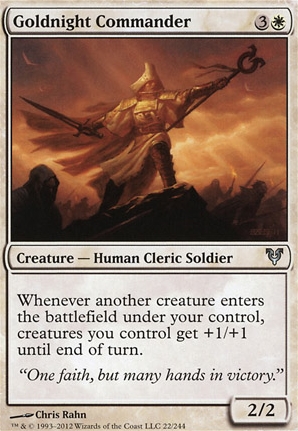 Goldnight Commander 3
Creature — Human Cleric Soldier
Whenever another creature enters
the battlefield under your control,
creatures you control get +1/+1
until end of turn.
"One faith, but many hands in victory."
Chris Rahn
2/2
™ & © 1993–2012 Wizards of the Coast LLC 22/244